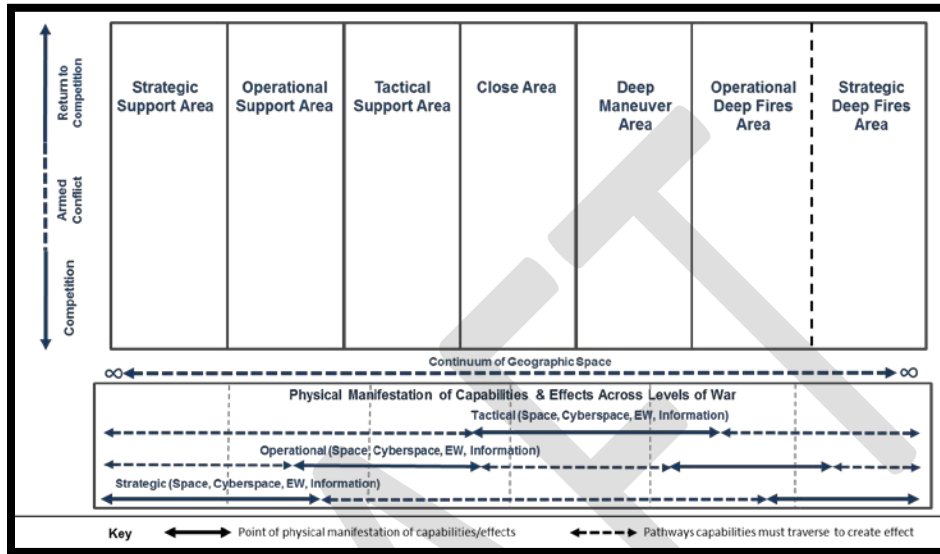 Return to
Competition
Armed
Conflict
Competition
Strategic
Support Area
Operational
Support Area
Tactical
Support Area
Close Area
Deep
Maneuver
Area
Operational
Deep Fires
Area
Strategic
Deep Fires
Area
Continuum of Geographic Space
∞ ∞
Physical Manifestation of Capabilities & Effects Across Levels of War
Tactical (Space, Cyberspace, EW, Information)
Operational (Space, Cyberspace, EW, Information)
Strategic (Space, Cyberspace, EW, Information)
Key Point of physical manifestation of capabilities/effects Pathways capabilities must traverse to create effect